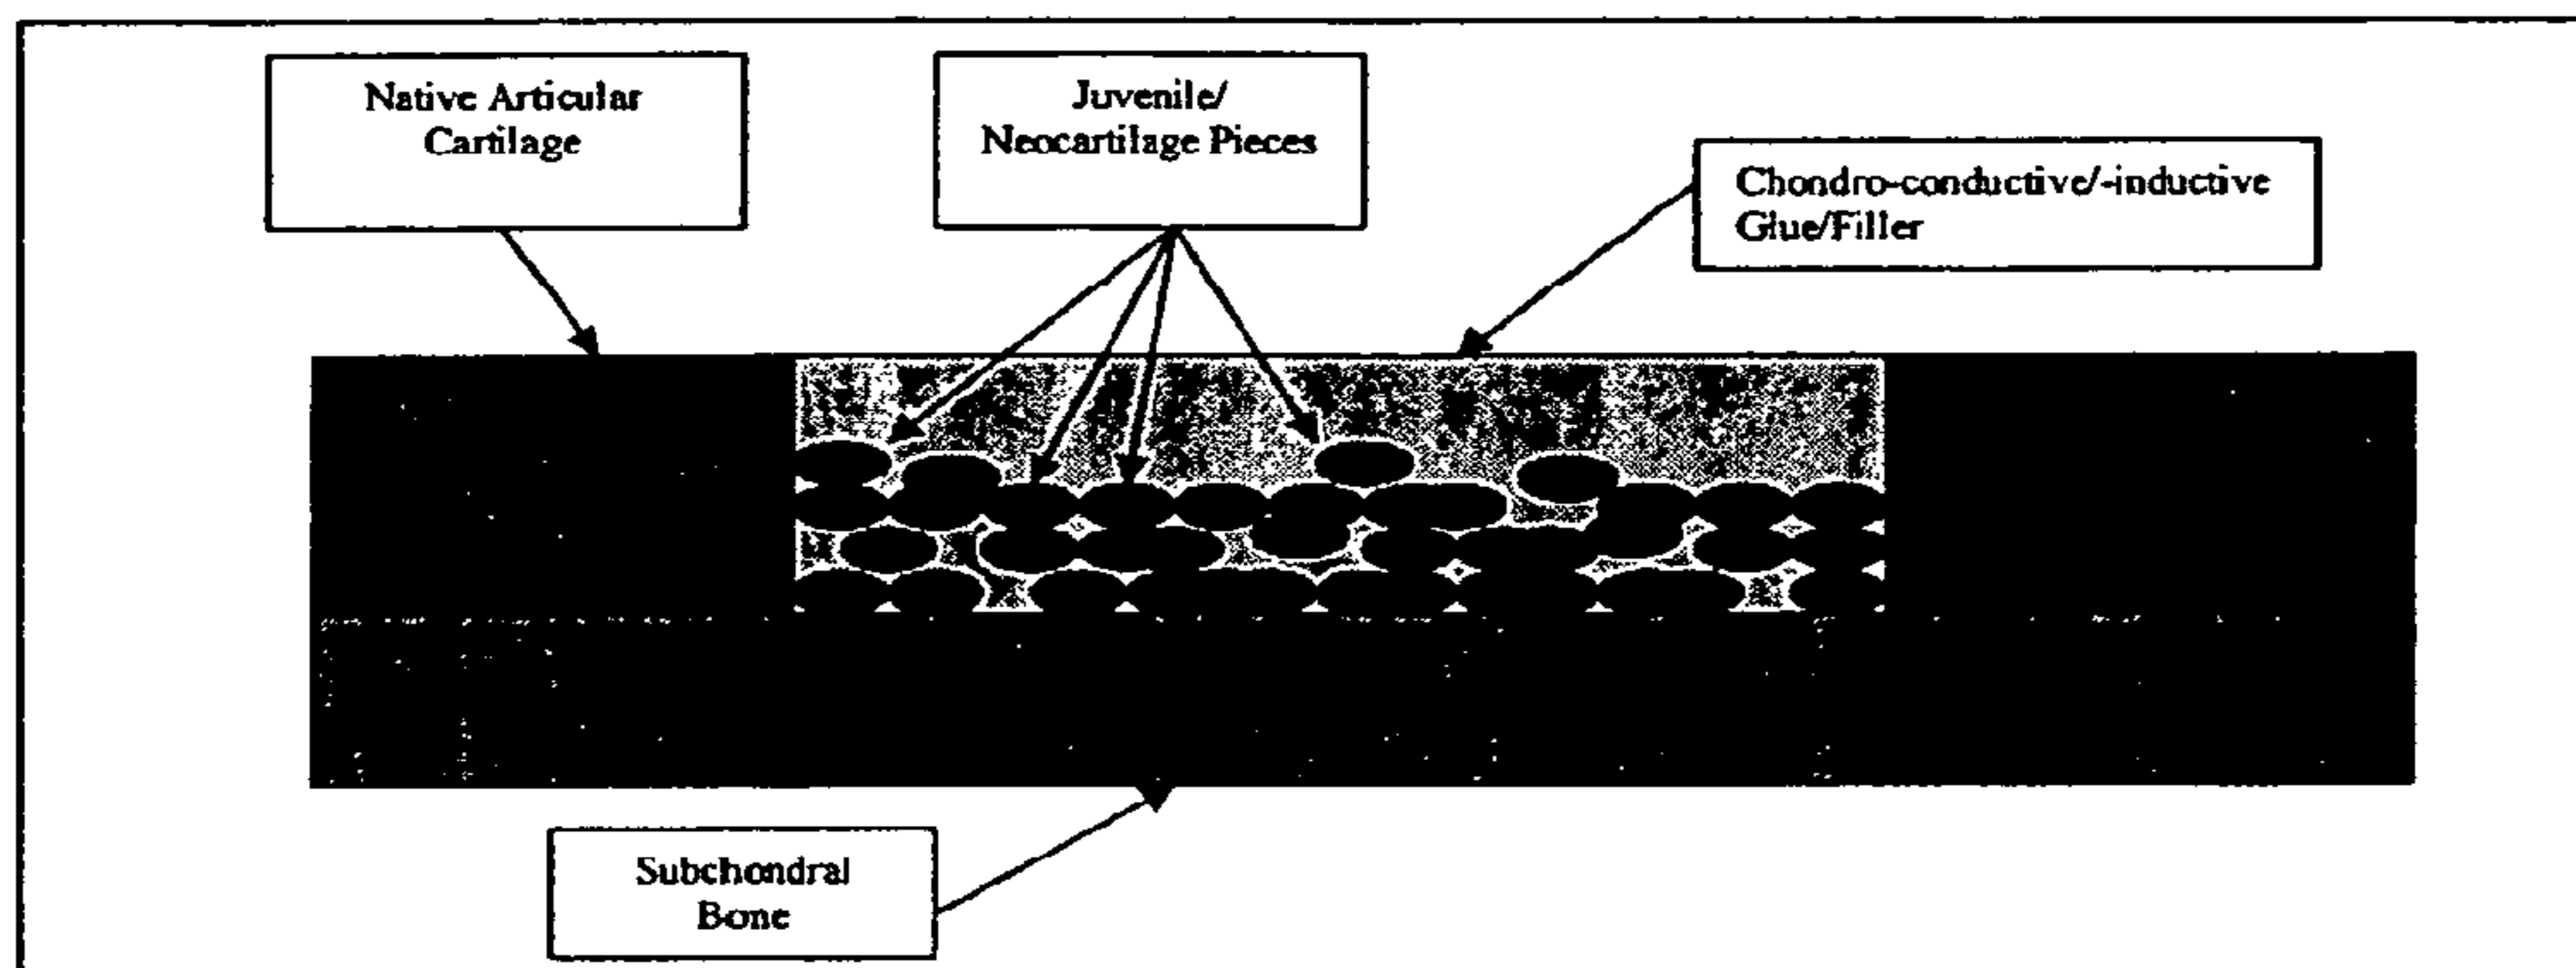 Native Articular
Cartilage
Juvenile/
Neocartilage Pieces
Chondro-conductive/-inductive
Glue/Filler
Subchondral
Bone